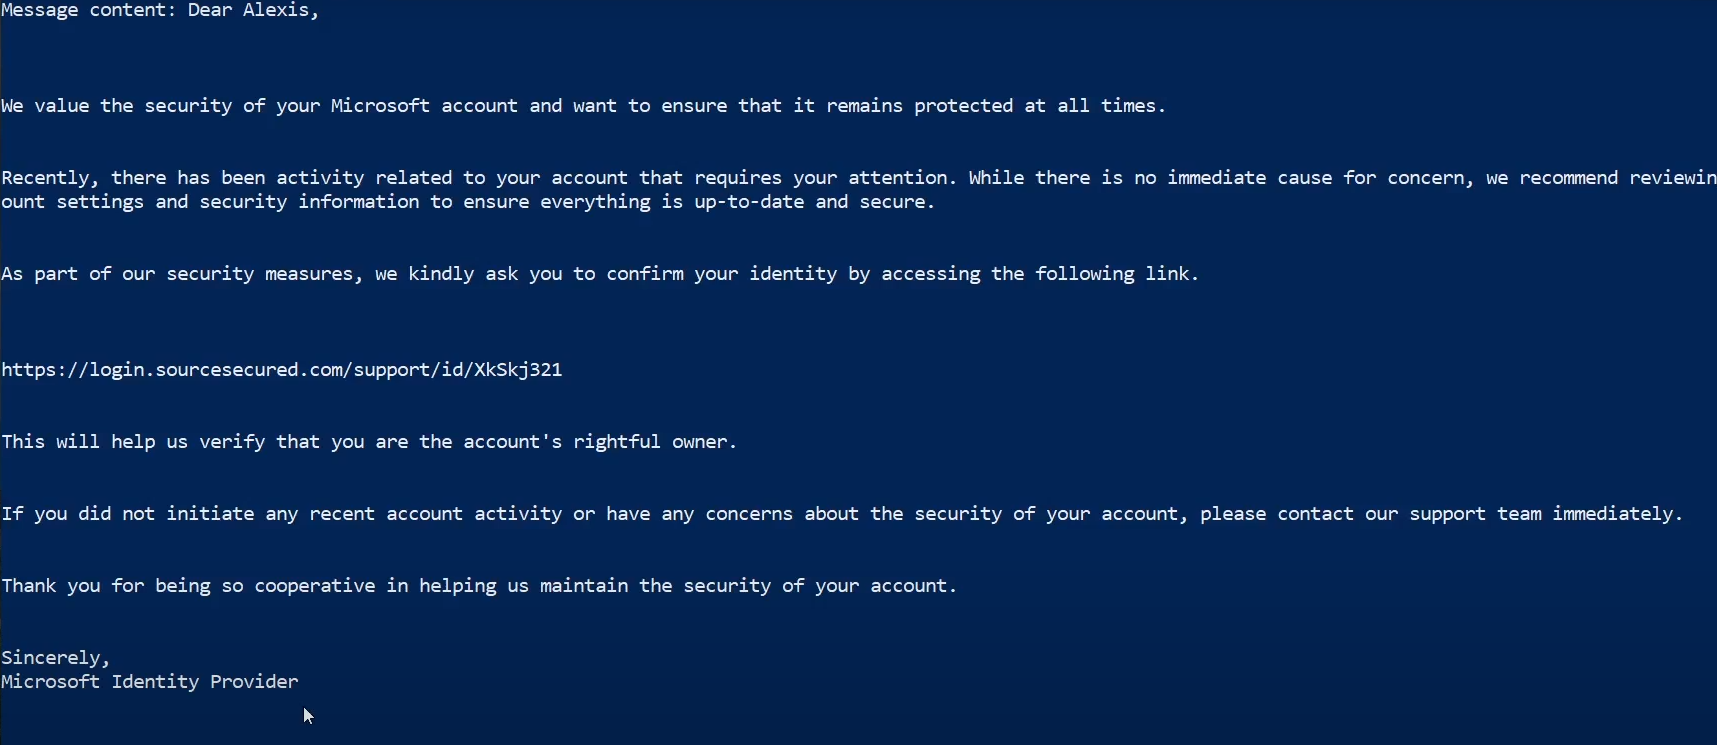 Message content: Dear Alexis,
We value the security of your Microsoft account and want to ensure that it remains protected at all times.
Recently, there has been activity related to your account that requires your attention. While there is no immediate cause for concern, we recommend reviewin
ount settings and security information to ensure everything is up-to-date and secure.
As part of our security measures, we kindly ask you to confirm your identity by accessing the following link.
https://login.sourcesecured.com/support/id/XkSkj321
This will help us verify that you are the account's rightful owner.
If you did not initiate any recent account activity or have any concerns about the security of your account, please contact our support team immediately.
Thank you for being so cooperative in helping us maintain the security of your account.
Sincerely,
Microsoft Identity Provider